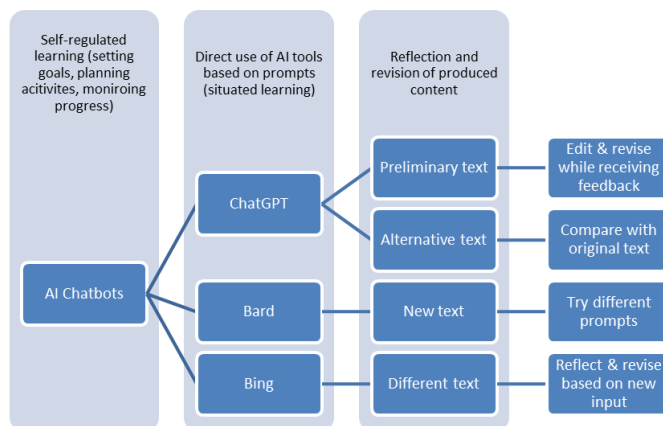 Self-regulated
learning (setting
goals, planning
acitivites, moniroing
progress)
Direct use of AI tools
based on prompts
(situated learning)
Reflection and
revision of produced
content
AI Chatbots
ChatGPT
Bard
Bing
Preliminary text
Alternative text
New text
Different text
Edit & revise
while receiving
feedback
Compare with
original text
Try different
prompts
Reflect & revise
based on new
input